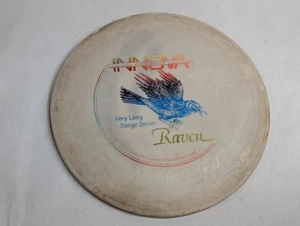 INNOVA
Very Long
Range Driver
Raven